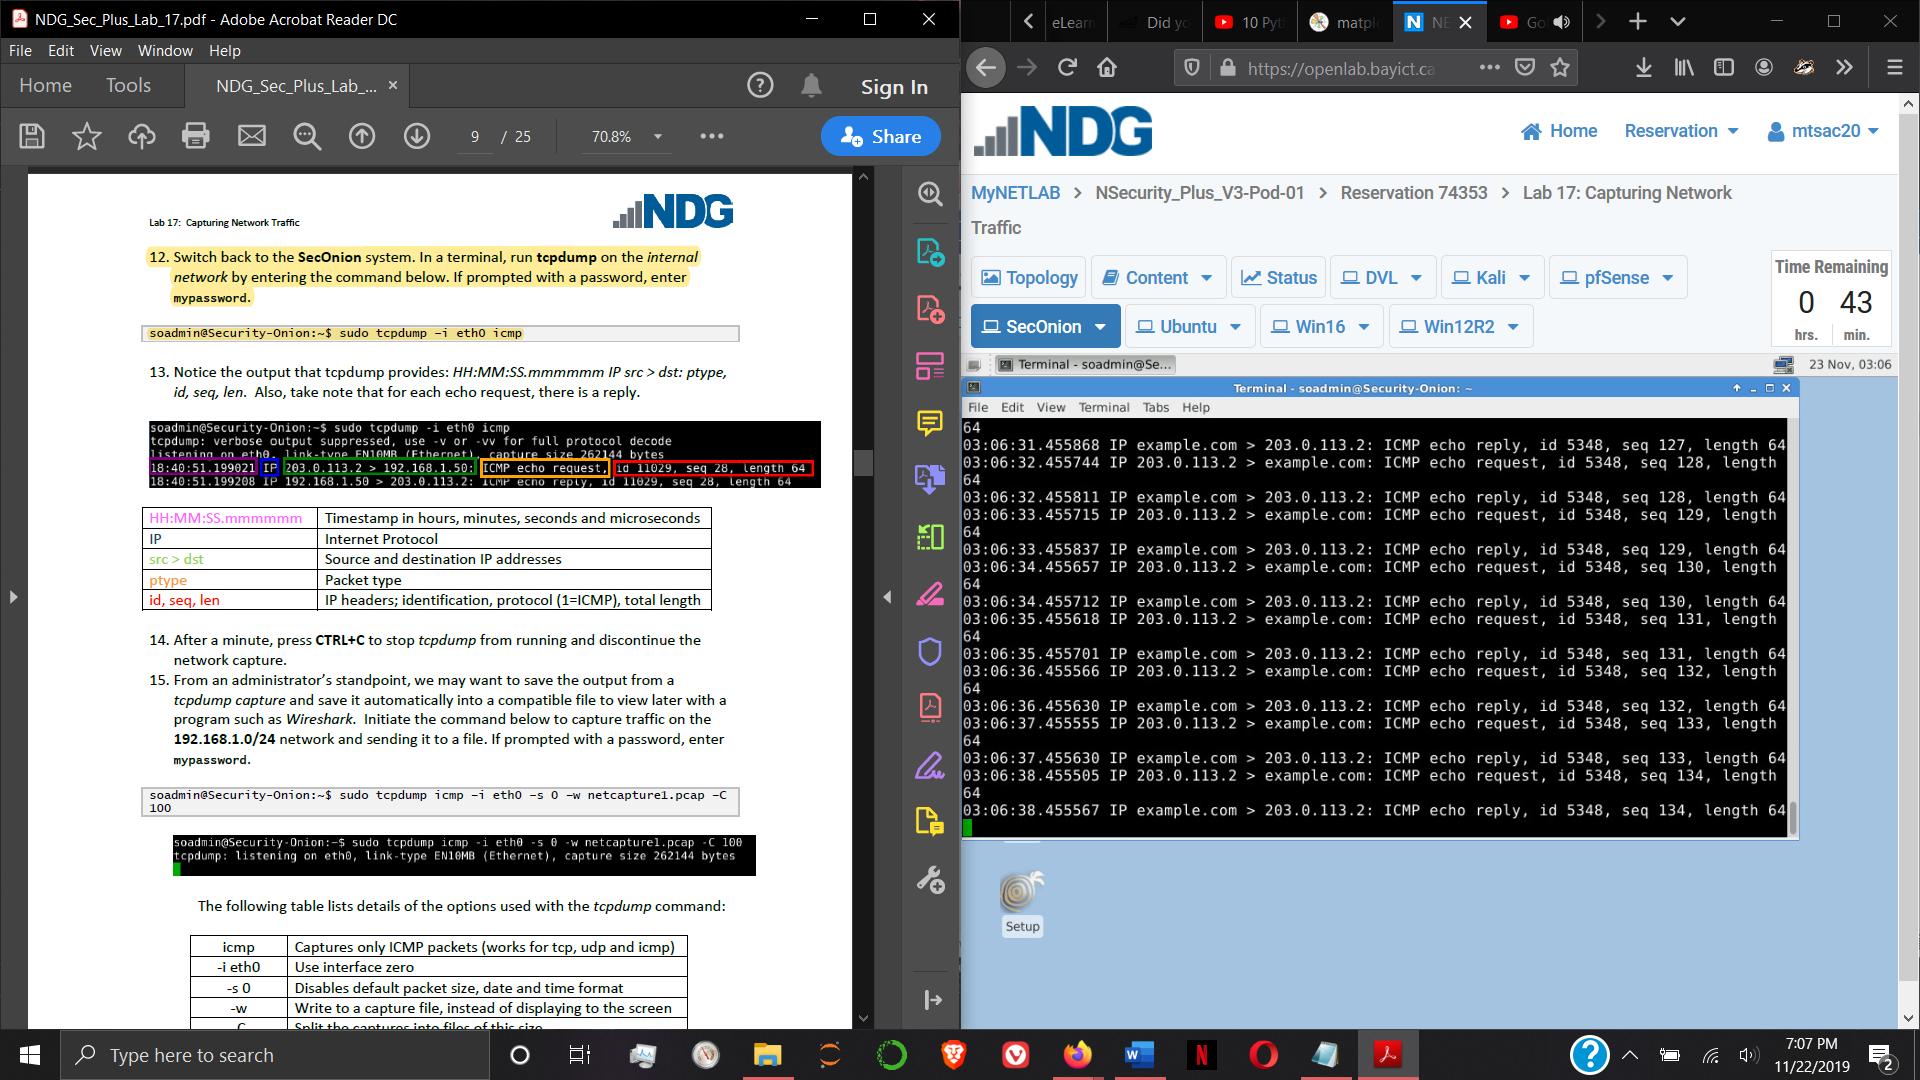 NDG_Sec_Plus_Lab_17.pdf - Adobe Acrobat Reader DC
File Edit View Window Help
Home Tools NDG_Sec_Plus_Lab_... × Sign In
9 / 25 70.8% Share
Lab 17: Capturing Network Traffic
NDG
12. Switch back to the SecOnion system. In a terminal, run tcpdump on the internal
network by entering the command below. If prompted with a password, enter
mypassword.
soadmin@Security-Onion:~$ sudo tcpdump –i eth0 icmp
13. Notice the output that tcpdump provides: HH:MM:SS.mmmmmm IP src > dst: ptype,
id, seq, len. Also, take note that for each echo request, there is a reply.
soadmin@Security-Onion:~$ sudo tcpdump -i eth0 icmp
tcpdump: verbose output suppressed, use -v or -vv for full protocol decode
listening on eth0, link-type EN10MB (Ethernet), capture size 262144 bytes
18:40:51.199021 IP 203.0.113.2 > 192.168.1.50: ICMP echo request, id 11029, seq 28, length 64
18:40:51.199208 IP 192.168.1.50 > 203.0.113.2: ICMP echo reply, id 11029, seq 28, length 64
HH:MM:SS.mmmmmm Timestamp in hours, minutes, seconds and microseconds
IP Internet Protocol
src > dst Source and destination IP addresses
ptype Packet type
id, seq, len IP headers; identification, protocol (1=ICMP), total length
14. After a minute, press CTRL+C to stop tcpdump from running and discontinue the
network capture.
15. From an administrator’s standpoint, we may want to save the output from a
tcpdump capture and save it automatically into a compatible file to view later with a
program such as Wireshark. Initiate the command below to capture traffic on the
192.168.1.0/24 network and sending it to a file. If prompted with a password, enter
mypassword.
soadmin@Security-Onion:~$ sudo tcpdump icmp –i eth0 –s 0 –w netcapture1.pcap –C
100
soadmin@Security-Onion:~$ sudo tcpdump icmp -i eth0 -s 0 -w netcapture1.pcap -C 100
tcpdump: listening on eth0, link-type EN10MB (Ethernet), capture size 262144 bytes
The following table lists details of the options used with the tcpdump command:
icmp Captures only ICMP packets (works for tcp, udp and icmp)
-i eth0 Use interface zero
-s 0 Disables default packet size, date and time format
-w Write to a capture file, instead of displaying to the screen
-C Split the captures into files of this size
eLearn Did yo 10 Pyt matpl NE Go
https://openlab.bayict.ca
NDG
Home Reservation mtsac20
MyNETLAB > NSecurity_Plus_V3-Pod-01 > Reservation 74353 > Lab 17: Capturing Network
Traffic
Topology Content Status DVL Kali pfSense
SecOnion Ubuntu Win16 Win12R2
Time Remaining
0 43
hrs. min.
Terminal - soadmin@Se... 23 Nov, 03:06
Terminal - soadmin@Security-Onion: ~
File Edit View Terminal Tabs Help
64
03:06:31.455868 IP example.com > 203.0.113.2: ICMP echo reply, id 5348, seq 127, length 64
03:06:32.455744 IP 203.0.113.2 > example.com: ICMP echo request, id 5348, seq 128, length
64
03:06:32.455811 IP example.com > 203.0.113.2: ICMP echo reply, id 5348, seq 128, length 64
03:06:33.455715 IP 203.0.113.2 > example.com: ICMP echo request, id 5348, seq 129, length
64
03:06:33.455837 IP example.com > 203.0.113.2: ICMP echo reply, id 5348, seq 129, length 64
03:06:34.455657 IP 203.0.113.2 > example.com: ICMP echo request, id 5348, seq 130, length
64
03:06:34.455712 IP example.com > 203.0.113.2: ICMP echo reply, id 5348, seq 130, length 64
03:06:35.455618 IP 203.0.113.2 > example.com: ICMP echo request, id 5348, seq 131, length
64
03:06:35.455701 IP example.com > 203.0.113.2: ICMP echo reply, id 5348, seq 131, length 64
03:06:36.455566 IP 203.0.113.2 > example.com: ICMP echo request, id 5348, seq 132, length
64
03:06:36.455630 IP example.com > 203.0.113.2: ICMP echo reply, id 5348, seq 132, length 64
03:06:37.455555 IP 203.0.113.2 > example.com: ICMP echo request, id 5348, seq 133, length
64
03:06:37.455630 IP example.com > 203.0.113.2: ICMP echo reply, id 5348, seq 133, length 64
03:06:38.455505 IP 203.0.113.2 > example.com: ICMP echo request, id 5348, seq 134, length
64
03:06:38.455567 IP example.com > 203.0.113.2: ICMP echo reply, id 5348, seq 134, length 64
Setup
Type here to search
7:07 PM
11/22/2019
2